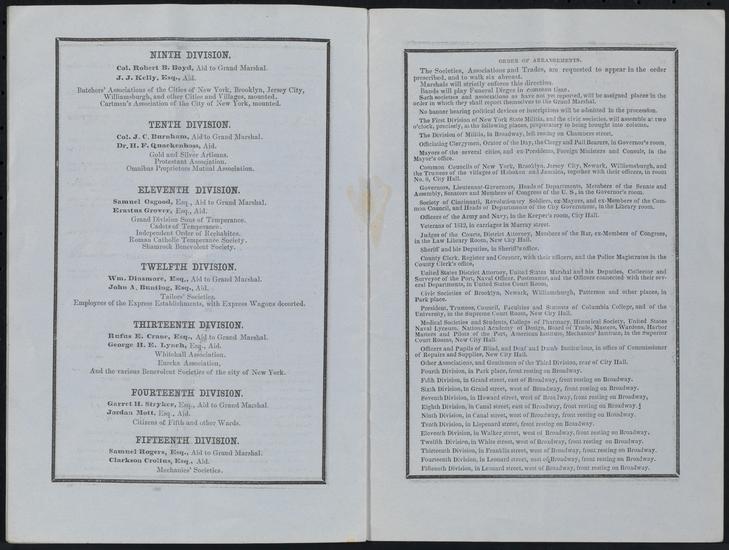 NINTH DIVISION.
Col. Robert B. Boyd, Aid to Grand Marshal.
J. J. Kelly, Esq., Aid.
Butchers' Associations of the Cities of New York, Brooklyn, Jersey City,
Williamsburgh, and other Cities and Villages, mounted.
Cartmen's Association of the City of New York, mounted.
TENTH DIVISION.
Col. J. C. Burnham, Aid to Grand Marshal.
Dr. H. F. Quackenboss, Aid.
Gold and Silver Artisans.
Protestant Association.
Omnibus Proprietors Mutual Association.
ELEVENTH DIVISION.
Samuel Osgood, Esq., Aid to Grand Marshal.
Erastus Grover, Esq., Aid.
Grand Division Sons of Temperance.
Cadets of Temperance.
Independent Order of Rechabites.
Roman Catholic Temperance Society.
Shamrock Benevolent Society.
TWELFTH DIVISION.
Wm. Dinsmore, Esq., Aid to Grand Marshal.
John A. Bunting, Esq., Aid.
Tailors' Societies.
Employees of the Express Establishments, with Express Wagons decorted.
THIRTEENTH DIVISION.
Rufus E. Crane, Esq., Aid to Grand Marshal.
George H. E. Lynch, Esq., Aid.
Whitehall Association.
Eureka Association,
And the various Benevolent Societies of the city of New York.
FOURTEENTH DIVISION.
Garret H. Stryker, Esq., Aid to Grand Marshal.
Jordan Mott, Esq., Aid.
Citizens of Fifth and other Wards.
FIFTEENTH DIVISION.
Samuel Rogers, Esq., Aid to Grand Marshal.
Clarkson Crolius, Esq., Aid.
Mechanics' Societies.
ORDER OF ARRANGEMENTS.
The Societies, Associations and Trades, are requested to appear in the order
prescribed, and to walk six abreast.
Marshals will strictly enforce this direction.
Bands will play Funeral Dirges in common time.
Such societies and associations as have not yet reported, will be assigned places in the
order in which they shall report themselves to the Grand Marshal.
No banner bearing political devices or inscriptions will be admitted in the procession.
The First Division of New York State Militia, and the civic societies, will assemble at two
o'clock, precisely, at the following places, preparatory to being brought into column.
The Division of Militia, in Broadway, left resting on Chambers street.
Officiating Clergymen, Orator of the Day, the Clergy and Pall Bearers, in Governor's room.
Mayors of the several cities, and ex-Presidents, Foreign Ministers and Consuls, in the
Mayor's office.
Common Councils of New York, Brooklyn, Jersey City, Newark, Williamsburgh, and
the Trustees of the villages of Hoboken and Jamaica, together with their officers, in room
No. 8, City Hall.
Governors, Lieutenant-Governors, Heads of Departments, Members of the Senate and
Assembly, Senators and Members of Congress of the U. S., in the Governor's room.
Society of Cincinnati, Revolutionary Soldiers, ex-Mayors, and ex-Members of the Com-
mon Council, and Heads of Departments of the City Government, in the Library room.
Officers of the Army and Navy, in the Keeper's room, City Hall.
Veterans of 1812, in carriages in Murray street.
Judges of the Courts, District Attorney, Members of the Bar, ex-Members of Congress,
in the Law Library Room, New City Hall.
Sheriff and his Deputies, in Sheriff's office.
County Clerk, Register and Coroner, with their officers, and the Police Magistrates in the
County Clerk's office,
United States District Attorney, United States Marshal and his Deputies, Collector and
Surveyor of the Port, Naval Officer, Postmaster, and the Officers connected with their sev-
eral Departments, in United States Court Room.
Civic Societies of Brooklyn, Newark, Williamsburgh, Patterson and other places, in
Park place.
President, Trustees, Council, Faculties and Students of Columbia College, and of the
University, in the Supreme Court Room, New City Hall.
Medical Societies and Students, College of Pharmacy, Historical Society, United States
Naval Lyceum, National Academy of Design, Board of Trade, Masters, Wardens, Harbor
Masters and Pilots of the Port, American Institute, Mechanics' Institute, in the Superior
Court Rooms, New City Hall.
Officers and Pupils of Blind, and Deaf and Dumb Institutions, in office of Commissioner
of Repairs and Supplies, New City Hall.
Other Associations, and Gentlemen of the Third Division, rear of City Hall.
Fourth Division, in Park place, front resting on Broadway.
Fifth Division, in Grand street, east of Broadway, front resting on Broadway.
Sixth Division, in Grand street, west of Broadway, front resting on Broadway.
Seventh Division, in Howard street, west of Broadway, front resting on Broadway,
Eighth Division, in Canal street, east of Broadway, front resting on Broadway.
Ninth Division, in Canal street, west of Broadway, front resting on Broadway.
Tenth Division, in Lispenard street, front resting on Broadway.
Eleventh Division, in Walker street, west of Broadway, front resting on Broadway.
Twelfth Division, in White street, west of Broadway, front resting on Broadway.
Thirteenth Division, in Franklin street, west of Broadway, front resting on Broadway.
Fourteenth Division, in Leonard street, east of Broadway, front resting on Broadway.
Fifteenth Division, in Leonard street, west of Broadway, front resting on Broadway.